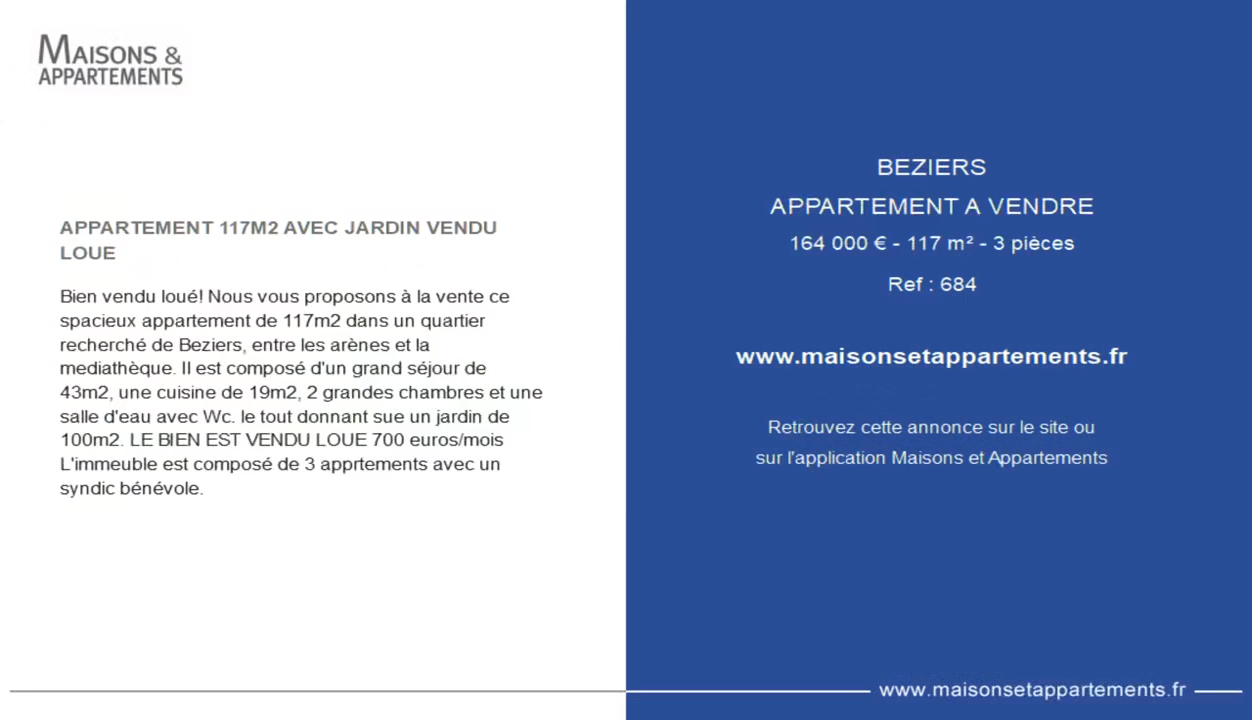 MAISONS &
APPARTEMENTS
APPARTEMENT 117M2 AVEC JARDIN VENDU
LOUE
Bien vendu loué! Nous vous proposons à la vente ce
spacieux appartement de 117m2 dans un quartier
recherché de Beziers, entre les arènes et la
mediathèque. Il est composé d'un grand séjour de
43m2, une cuisine de 19m2, 2 grandes chambres et une
salle d'eau avec Wc. le tout donnant sue un jardin de
100m2. LE BIEN EST VENDU LOUE 700 euros/mois
L'immeuble est composé de 3 apprtements avec un
syndic bénévole.
BEZIERS
APPARTEMENT A VENDRE
164 000 € - 117 m² - 3 pièces
Ref : 684
www.maisonsetappartements.fr
Retrouvez cette annonce sur le site ou
sur l'application Maisons et Appartements
www.maisonsetappartements.fr